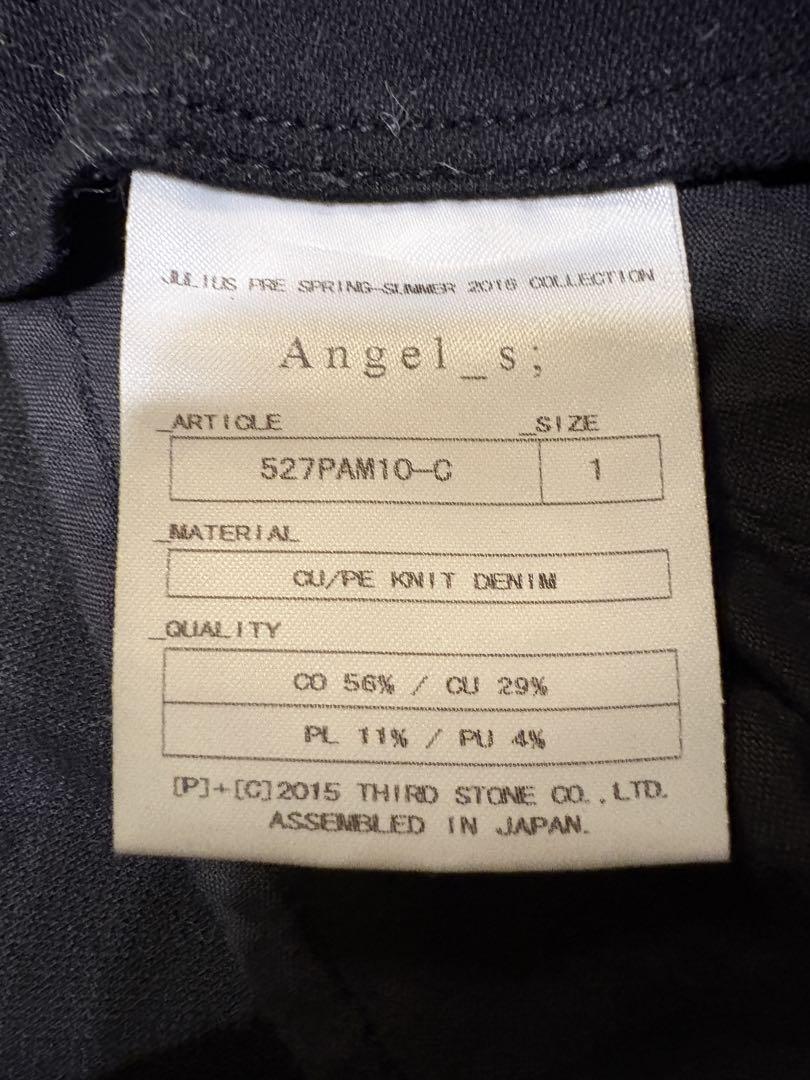 JULIUS PRE SPRING-SUMMER 2016 COLLECTION
Angel_s;
_ARTICLE _SIZE
527PAM10-C 1
_MATERIAL
CU/PE KNIT DENIM
_QUALITY
CO 56% / CU 29%
PL 11% / PU 4%
[P]+[C]2015 THIRD STONE CO.,LTD.
ASSEMBLED IN JAPAN.